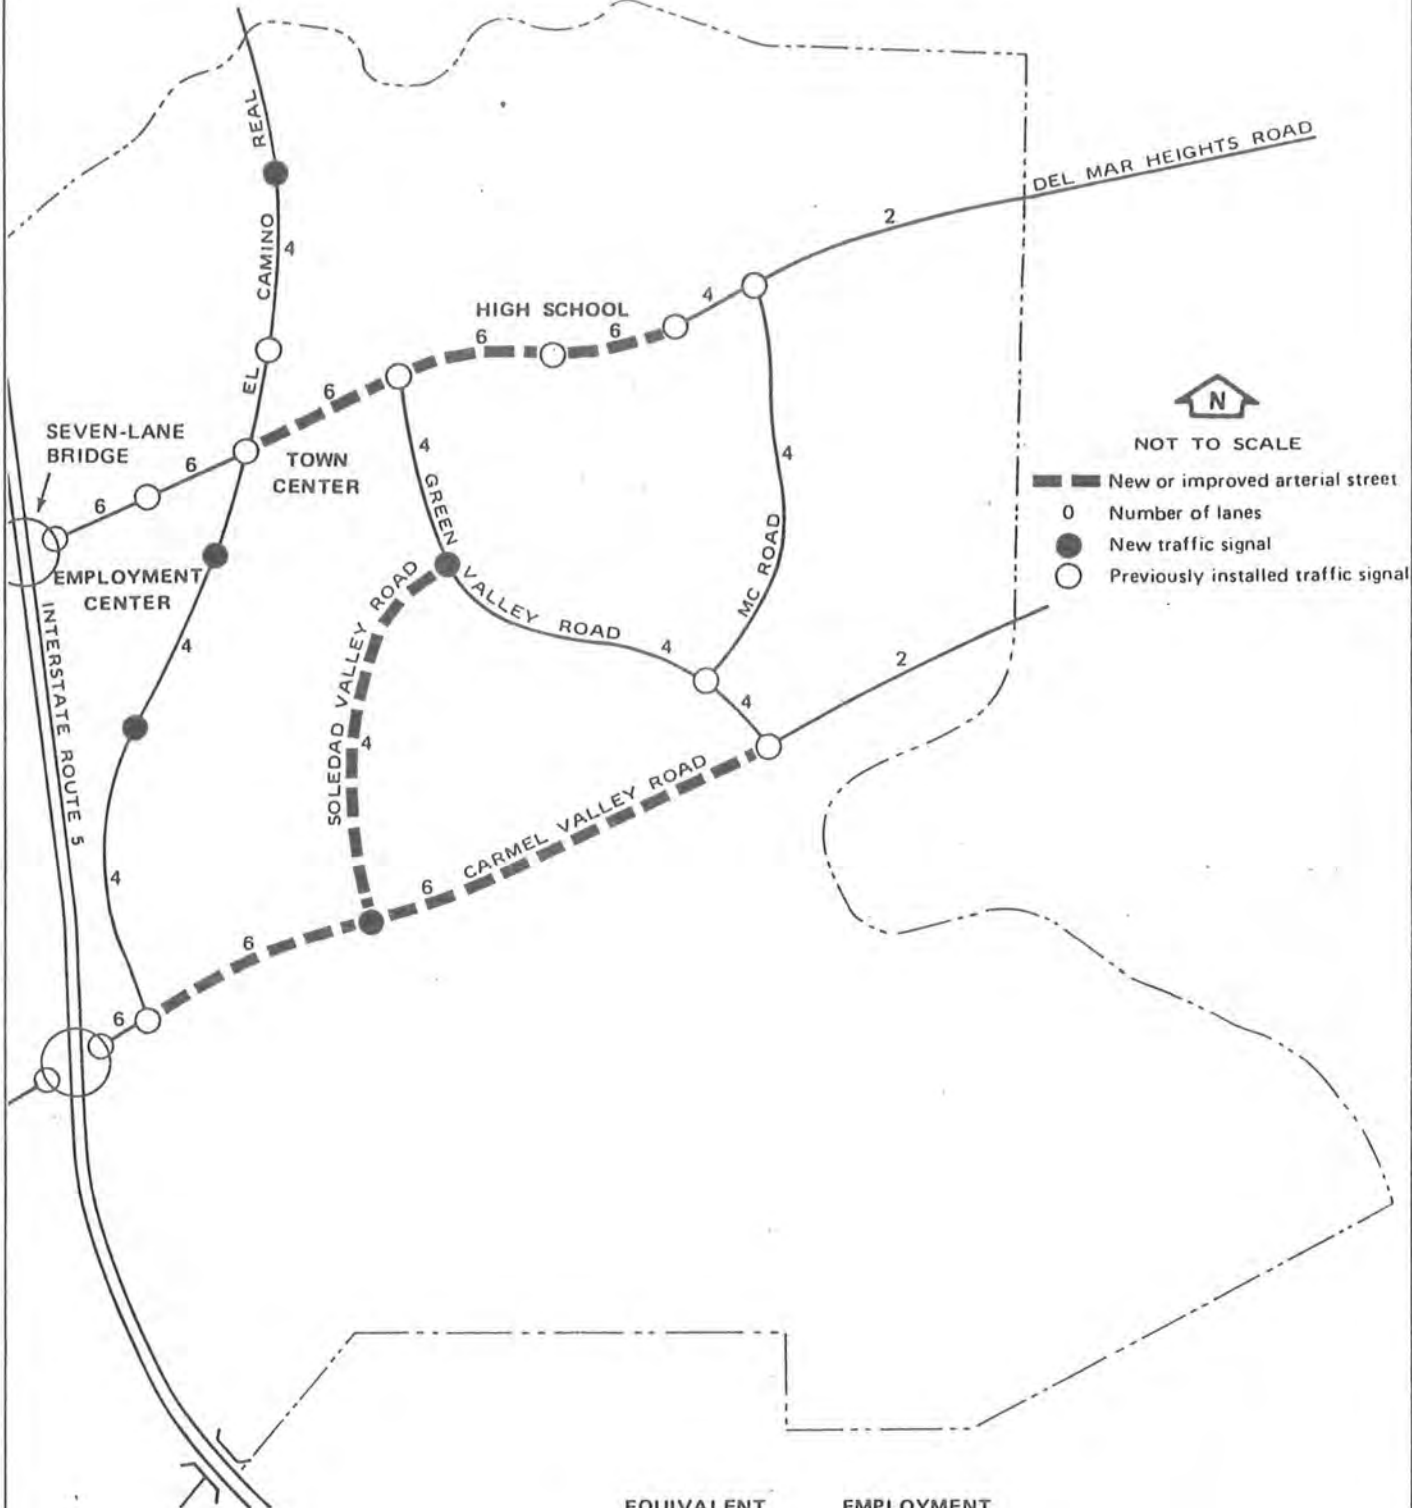 REAL
DEL MAR HEIGHTS ROAD
2
CAMINO
4
HIGH SCHOOL
4
6
6
EL
6
N
NOT TO SCALE
New or improved arterial street
0 Number of lanes
New traffic signal
Previously installed traffic signal
SEVEN-LANE
BRIDGE
6
6
TOWN
CENTER
4
GREEN
VALLEY ROAD
4
4
4
MC ROAD
2
EMPLOYMENT
CENTER
4
INTERSTATE ROUTE 5
SOLEDAD VALLEY ROAD
4
CARMEL VALLEY ROAD
6
4
6
6
EQUIVALENT EMPLOYMENT